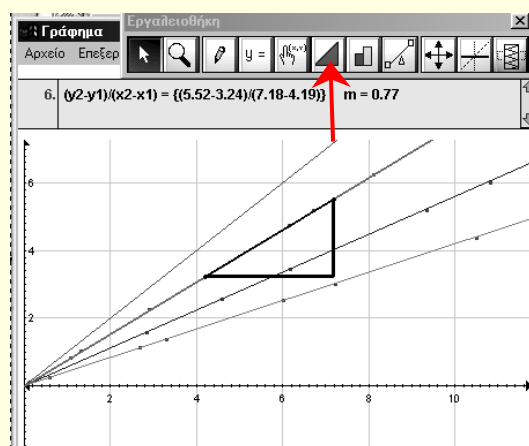 Εργαλειοθήκη
Γράφημα
Αρχείο Επεξερ
y =
(x,y)
6. (y2-y1)/(x2-x1) = {(5.52-3.24)/(7.18-4.19)} m = 0.77
6
4
2
2 4 6 8 10